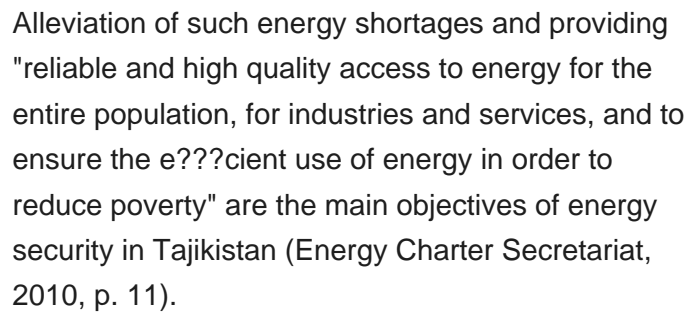 Alleviation of such energy shortages and providing
"reliable and high quality access to energy for the
entire population, for industries and services, and to
ensure the e???cient use of energy in order to
reduce poverty" are the main objectives of energy
security in Tajikistan (Energy Charter Secretariat,
2010, p. 11).